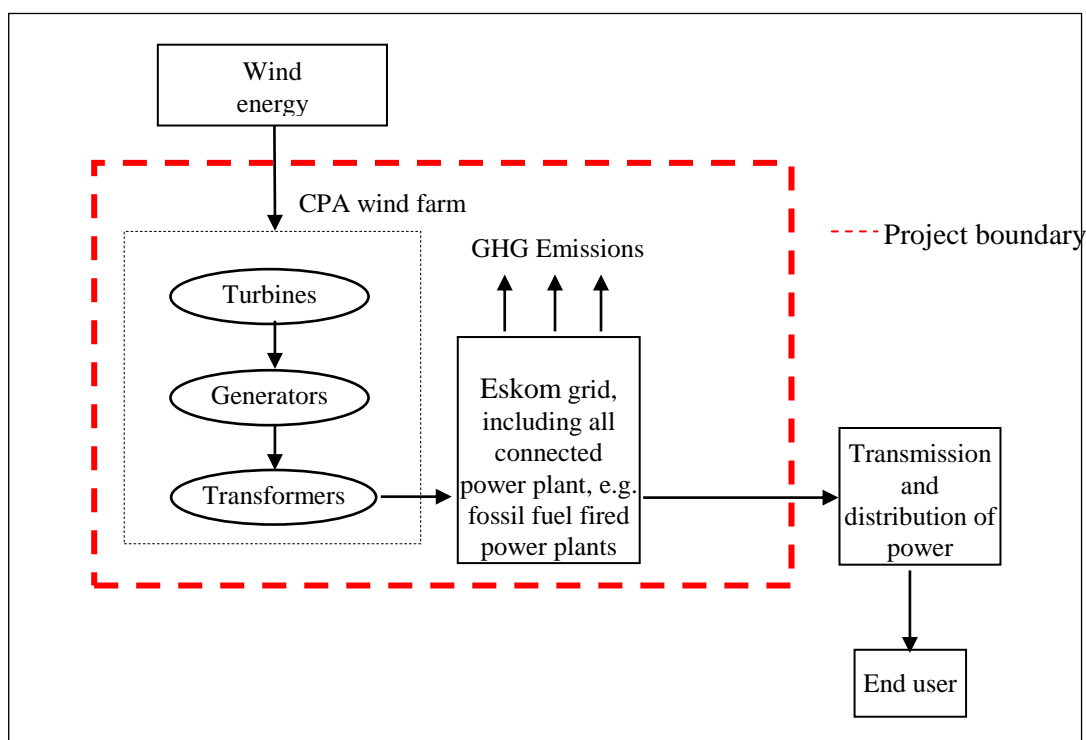 Wind
energy
CPA wind farm
GHG Emissions
Project boundary
Turbines
Generators
Transformers
Eskom grid,
including all
connected
power plant, e.g.
fossil fuel fired
power plants
Transmission
and
distribution of
power
End user